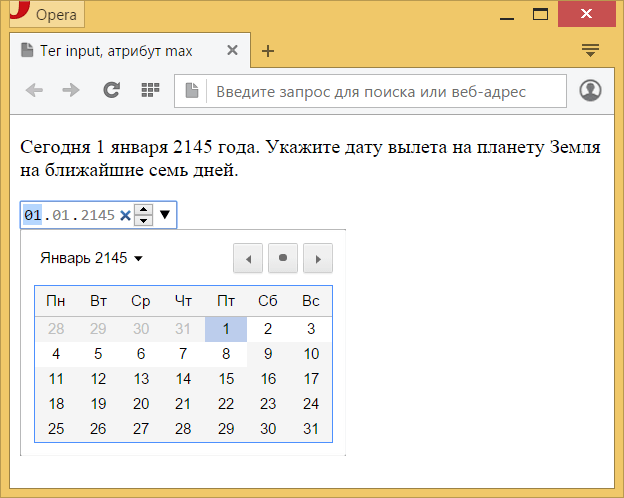 Opera
Тег input, атрибут max
Введите запрос для поиска или веб-адрес
Сегодня 1 января 2145 года. Укажите дату вылета на планету Земля
на ближайшие семь дней.
01.01.2145
Январь 2145
Пн Вт Ср Чт Пт Сб Вс
28 29 30 31 1 2 3
4 5 6 7 8 9 10
11 12 13 14 15 16 17
18 19 20 21 22 23 24
25 26 27 28 29 30 31